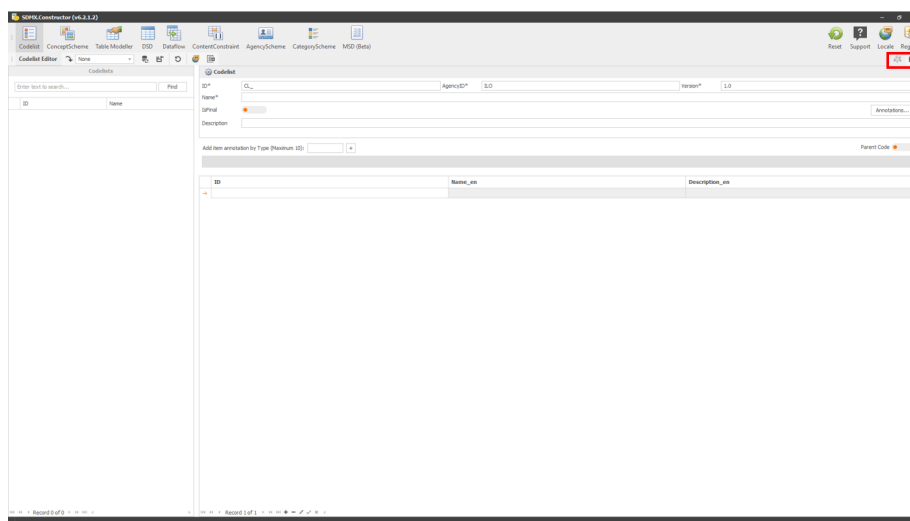 SDMX.Constructor (v6.2.1.2)
Codelist ConceptScheme Table Modeller DSD Dataflow ContentConstraint AgencyScheme CategoryScheme MSD (Beta) Reset Support Locale Reg
Codelist Editor None
Codelists
Enter text to search... Find
ID Name
Codelist
ID* CL_ AgencyID* ILO Version* 1.0
Name*
IsFinal Annotations...
Description
Add item annotation by Type (Maximum 10): + Parent Code
ID Name_en Description_en
Record 0 of 0 Record 1 of 1